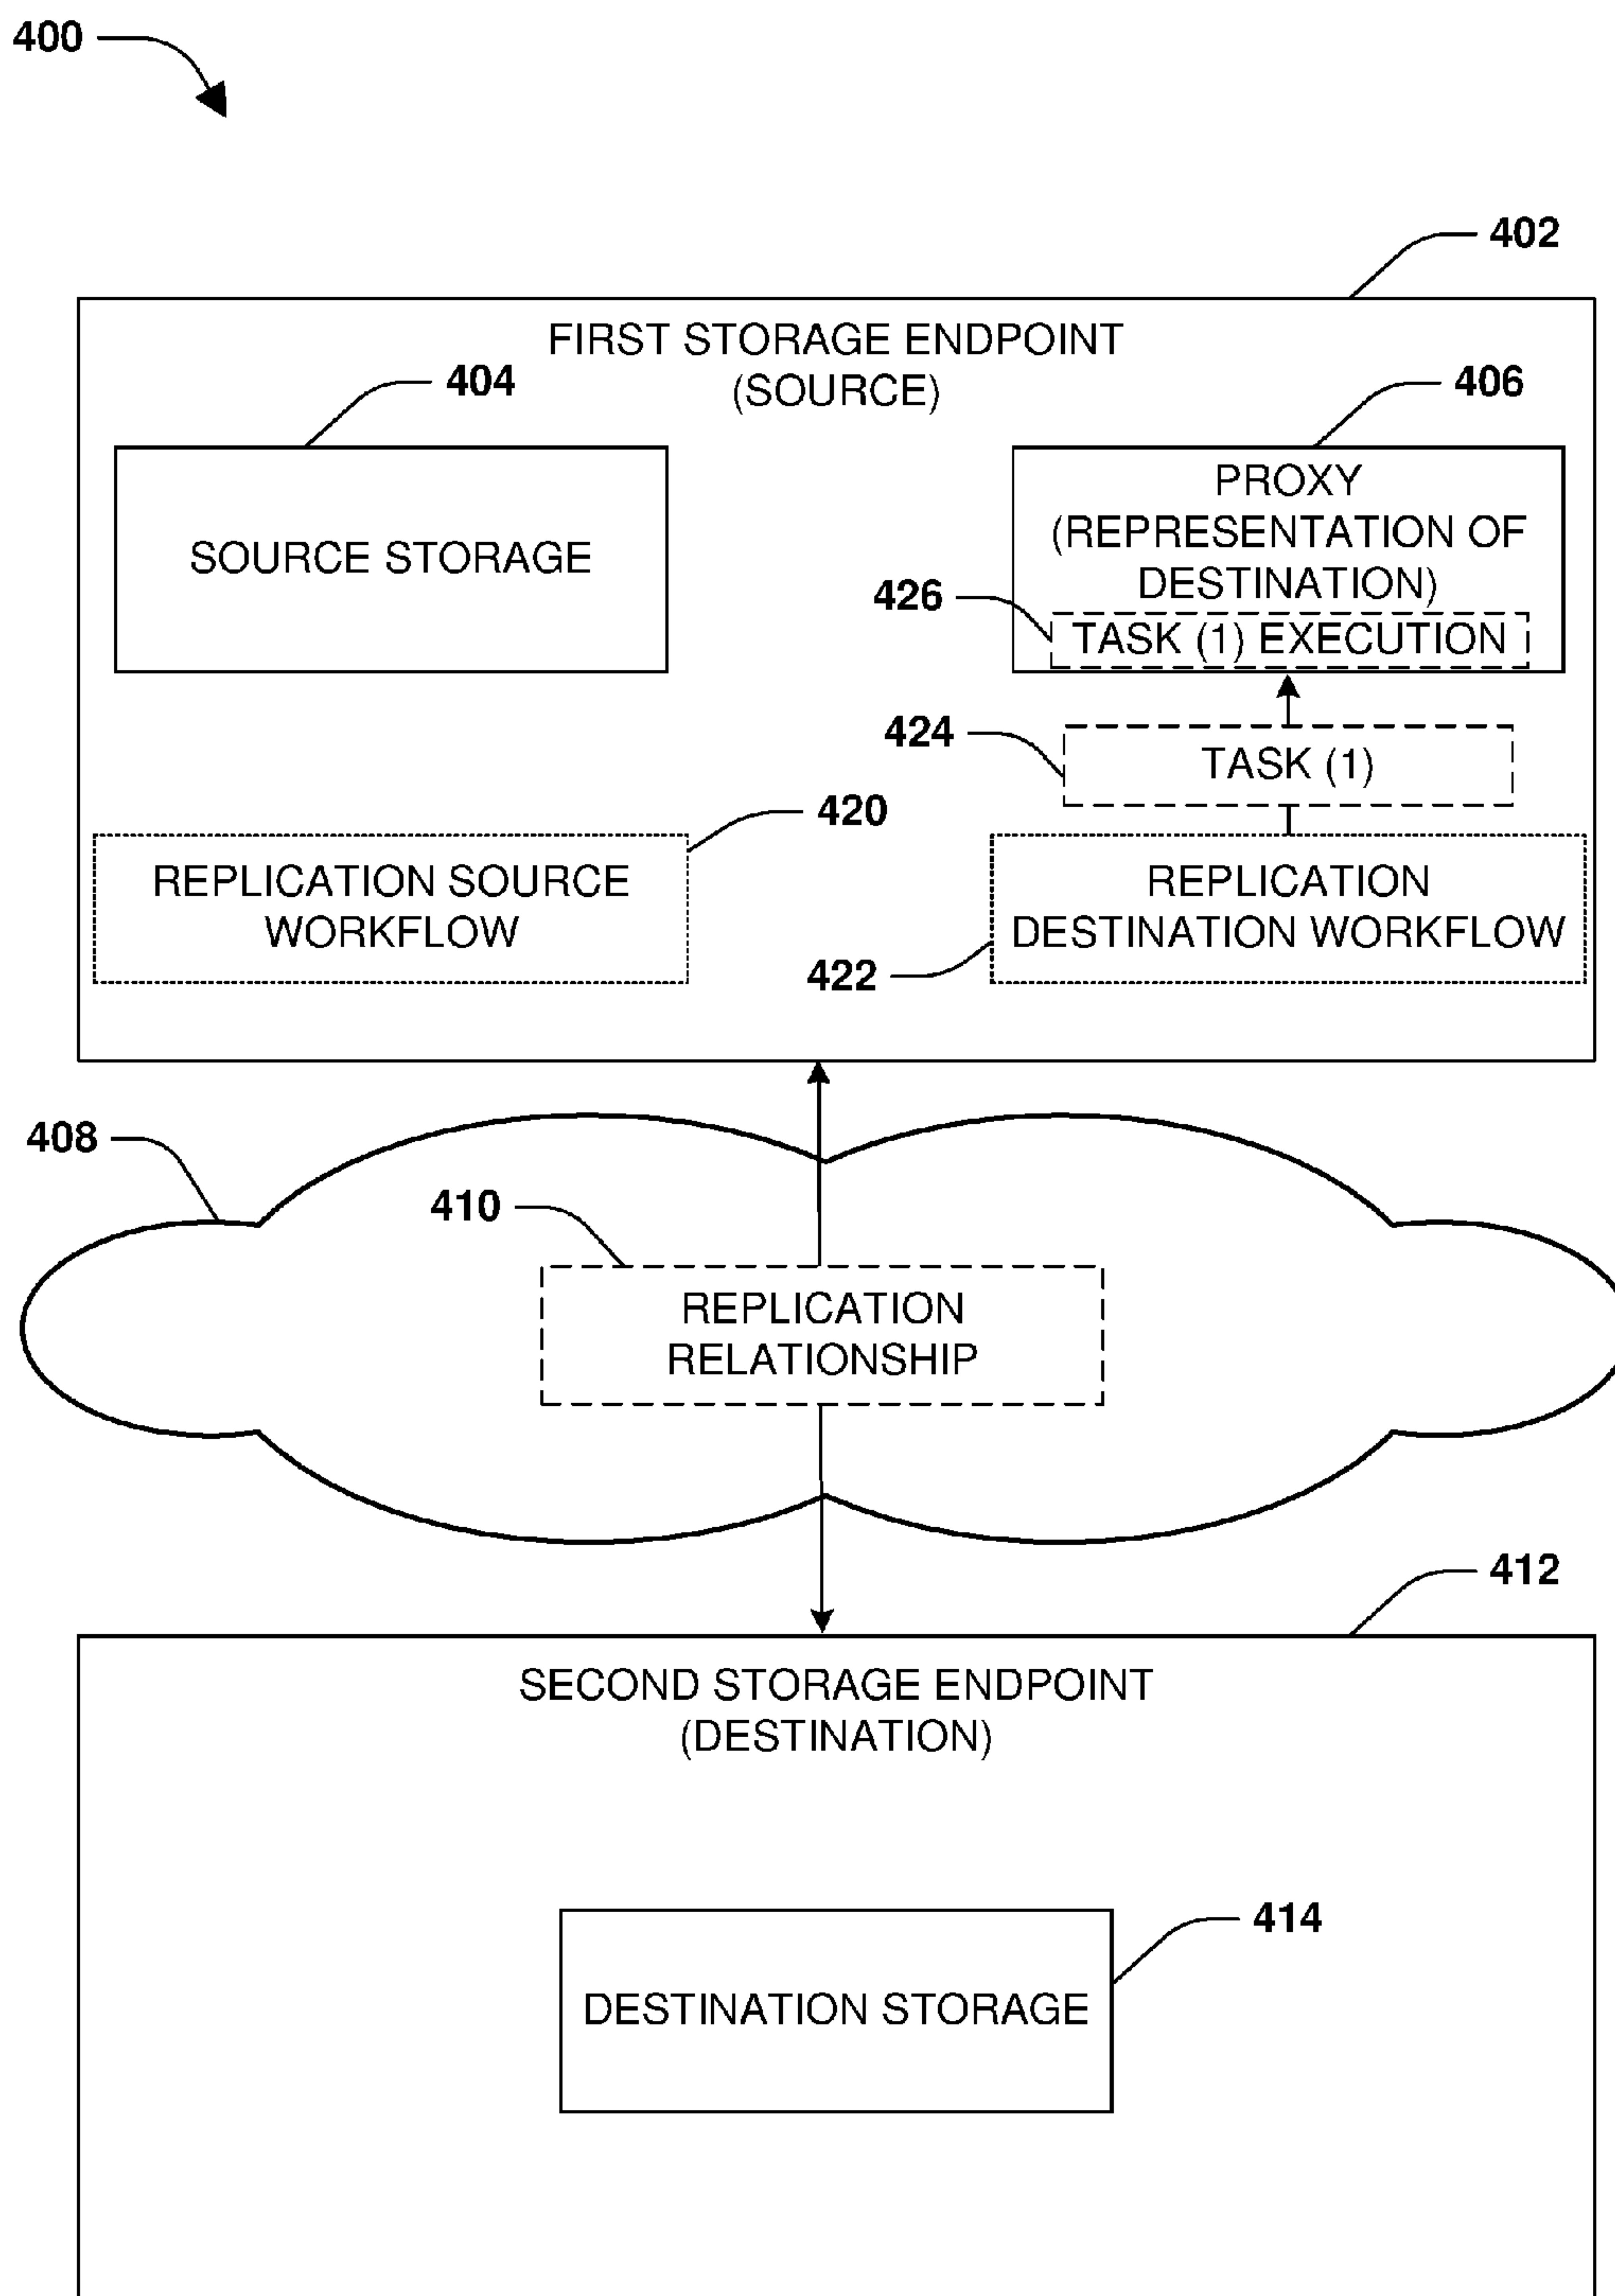 400
402
FIRST STORAGE ENDPOINT
(SOURCE)
404
406
SOURCE STORAGE
PROXY
(REPRESENTATION OF
DESTINATION)
426
TASK (1) EXECUTION
424
TASK (1)
420
REPLICATION SOURCE
WORKFLOW
REPLICATION
DESTINATION WORKFLOW
422
408
410
REPLICATION
RELATIONSHIP
412
SECOND STORAGE ENDPOINT
(DESTINATION)
414
DESTINATION STORAGE